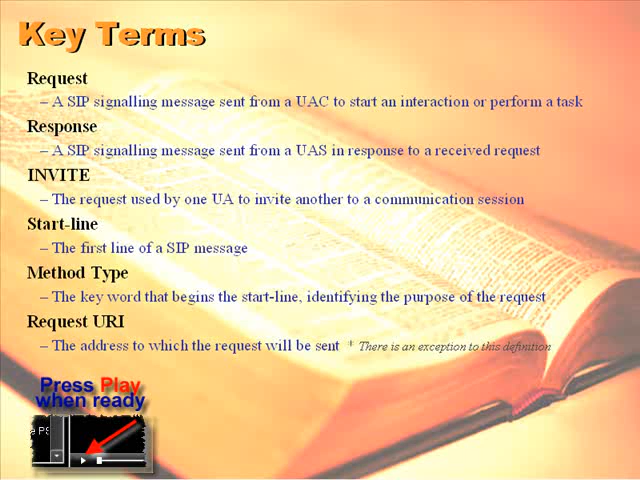 Key Terms
Request
– A SIP signalling message sent from a UAC to start an interaction or perform a task
Response
– A SIP signalling message sent from a UAS in response to a received request
INVITE
– The request used by one UA to invite another to a communication session
Start-line
– The first line of a SIP message
Method Type
– The key word that begins the start-line, identifying the purpose of the request
Request URI
– The address to which the request will be sent * There is an exception to this definition
Press Play
when ready